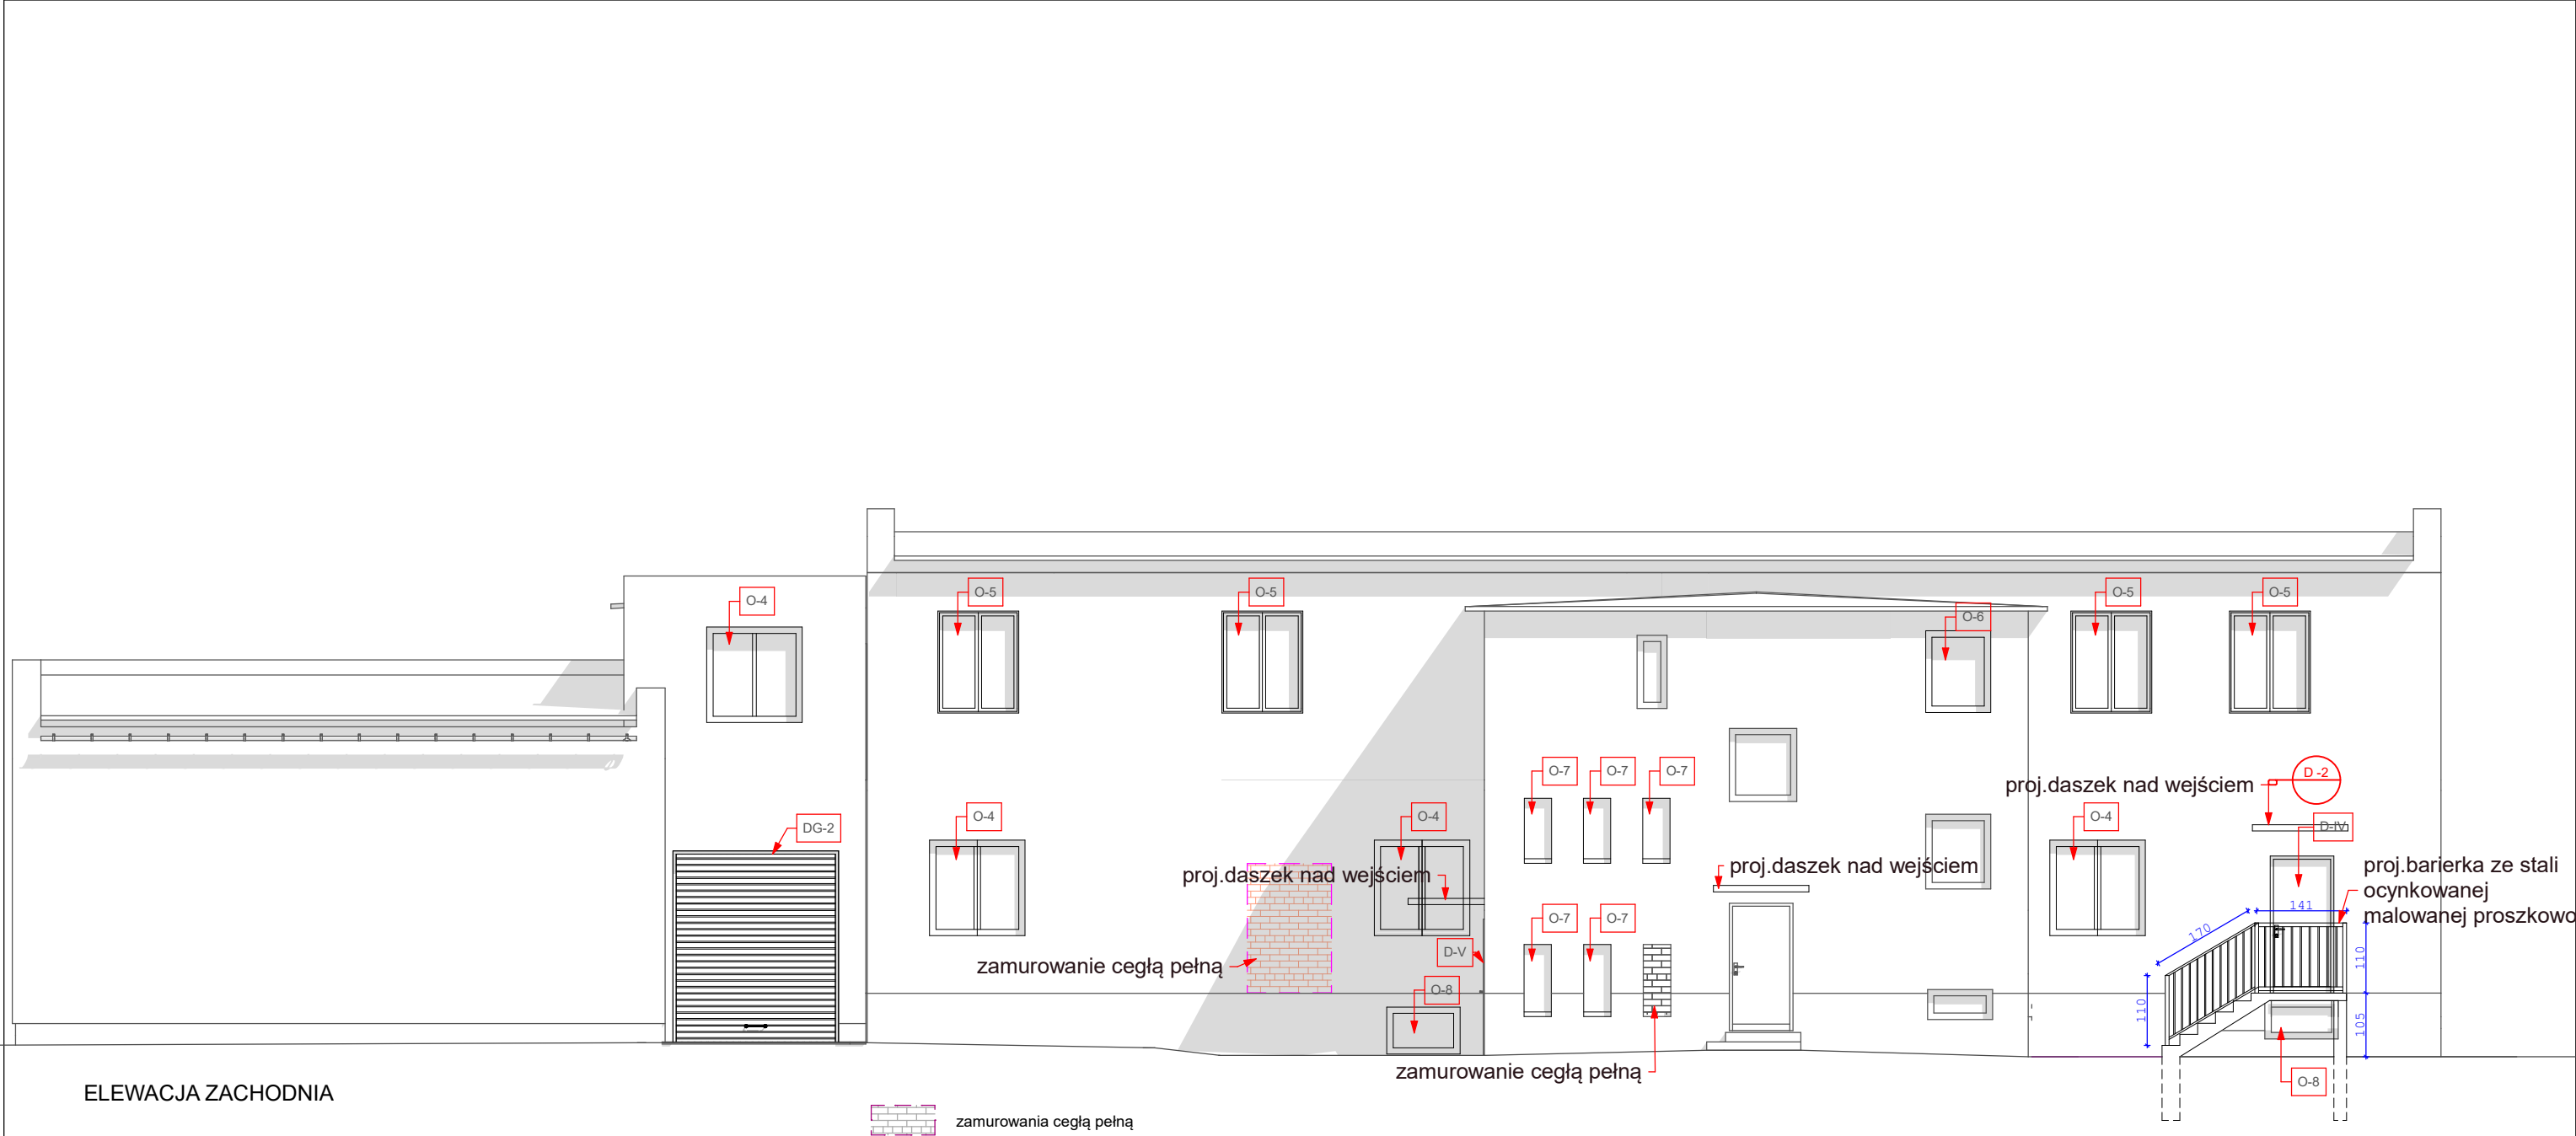 O-4
O-5
O-5
O-6
O-5
O-5
O-7
O-7
O-7
D -2
proj.daszek nad wejściem
DG-2
O-4
O-4
O-4
D-IV
proj.daszek nad wejściem
proj.daszek nad wejściem
proj.barierka ze stali
ocynkowanej
malowanej proszkowo
141
170
110
110
105
O-7
O-7
D-V
zamurowanie cegłą pełną
O-8
zamurowanie cegłą pełną
O-8
ELEWACJA ZACHODNIA
zamurowania cegłą pełną